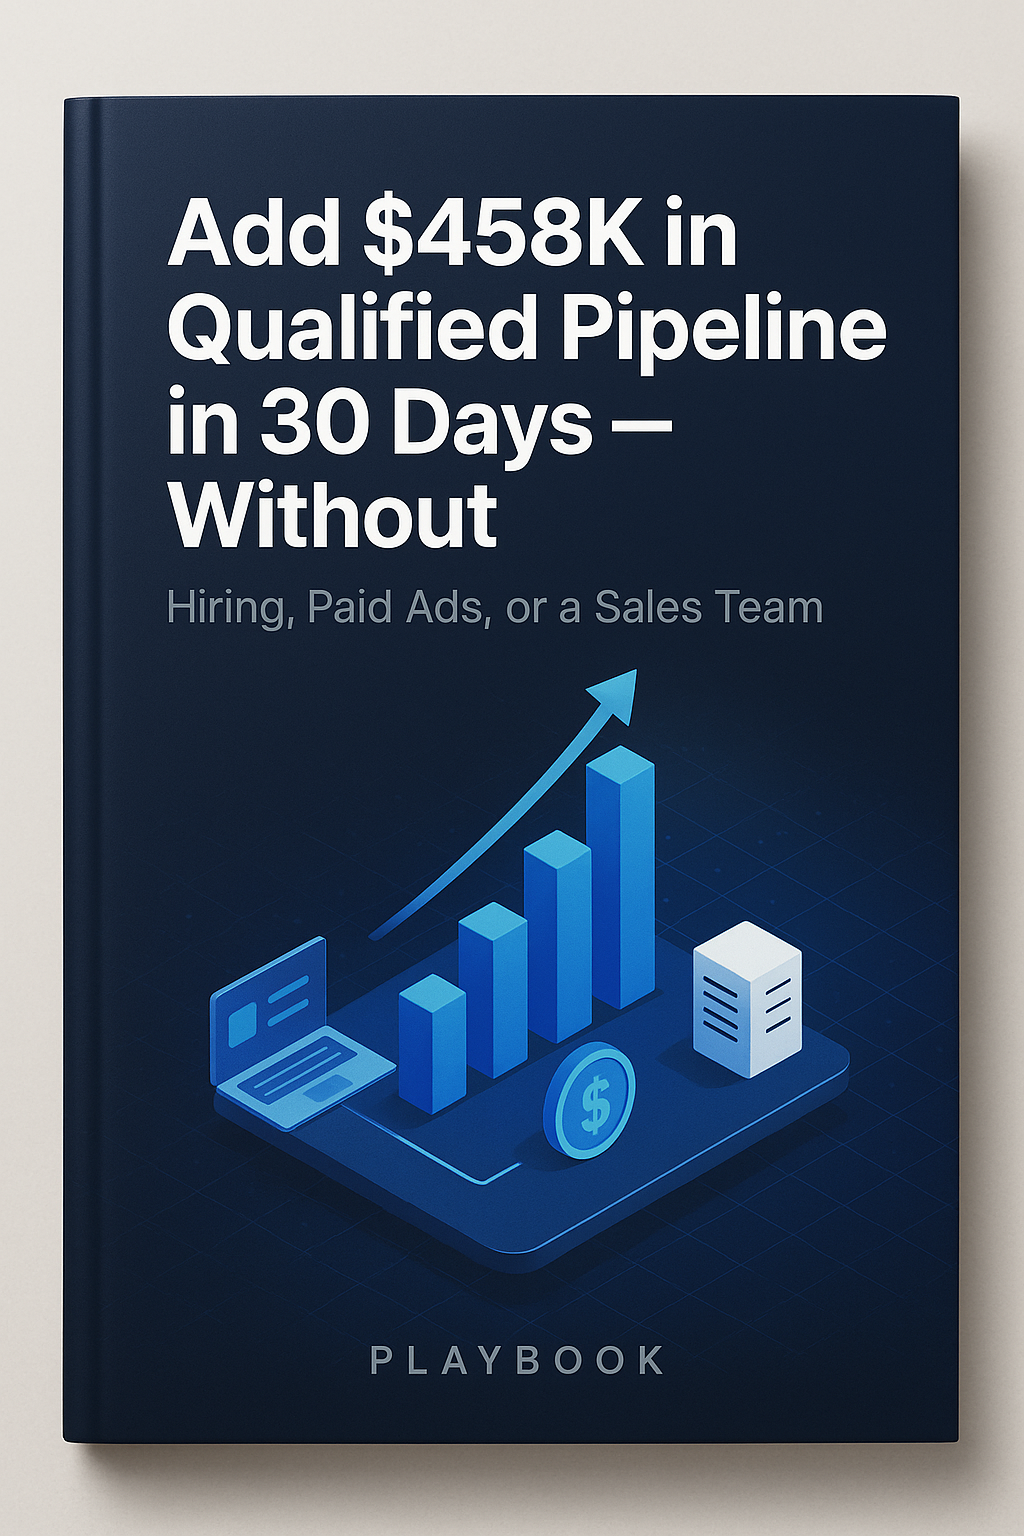 Add $458K in
Qualified Pipeline
in 30 Days —
Without
Hiring, Paid Ads, or a Sales Team
$
PLAYBOOK